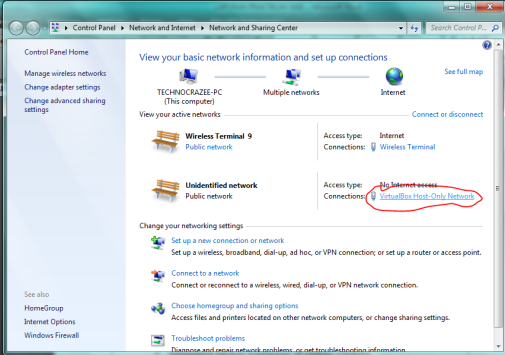 Control Panel Network and Internet Network and Sharing Center
Search Control P...
Control Panel Home
Manage wireless networks
Change adapter settings
Change advanced sharing
settings
View your basic network information and set up connections
See full map
TECHNOCRAZEE-PC
(This computer)
Multiple networks
Internet
View your active networks
Connect or disconnect
Wireless Terminal 9
Public network
Access type: Internet
Connections: Wireless Terminal
Unidentified network
Public network
Access type: No Internet access
Connections: VirtualBox Host-Only Network
Change your networking settings
Set up a new connection or network
Set up a wireless, broadband, dial-up, ad hoc, or VPN connection; or set up a router or access point.
Connect to a network
Connect or reconnect to a wireless, wired, dial-up, or VPN network connection.
Choose homegroup and sharing options
Access files and printers located on other network computers, or change sharing settings.
Troubleshoot problems
Diagnose and repair network problems, or get troubleshooting information.
See also
HomeGroup
Internet Options
Windows Firewall